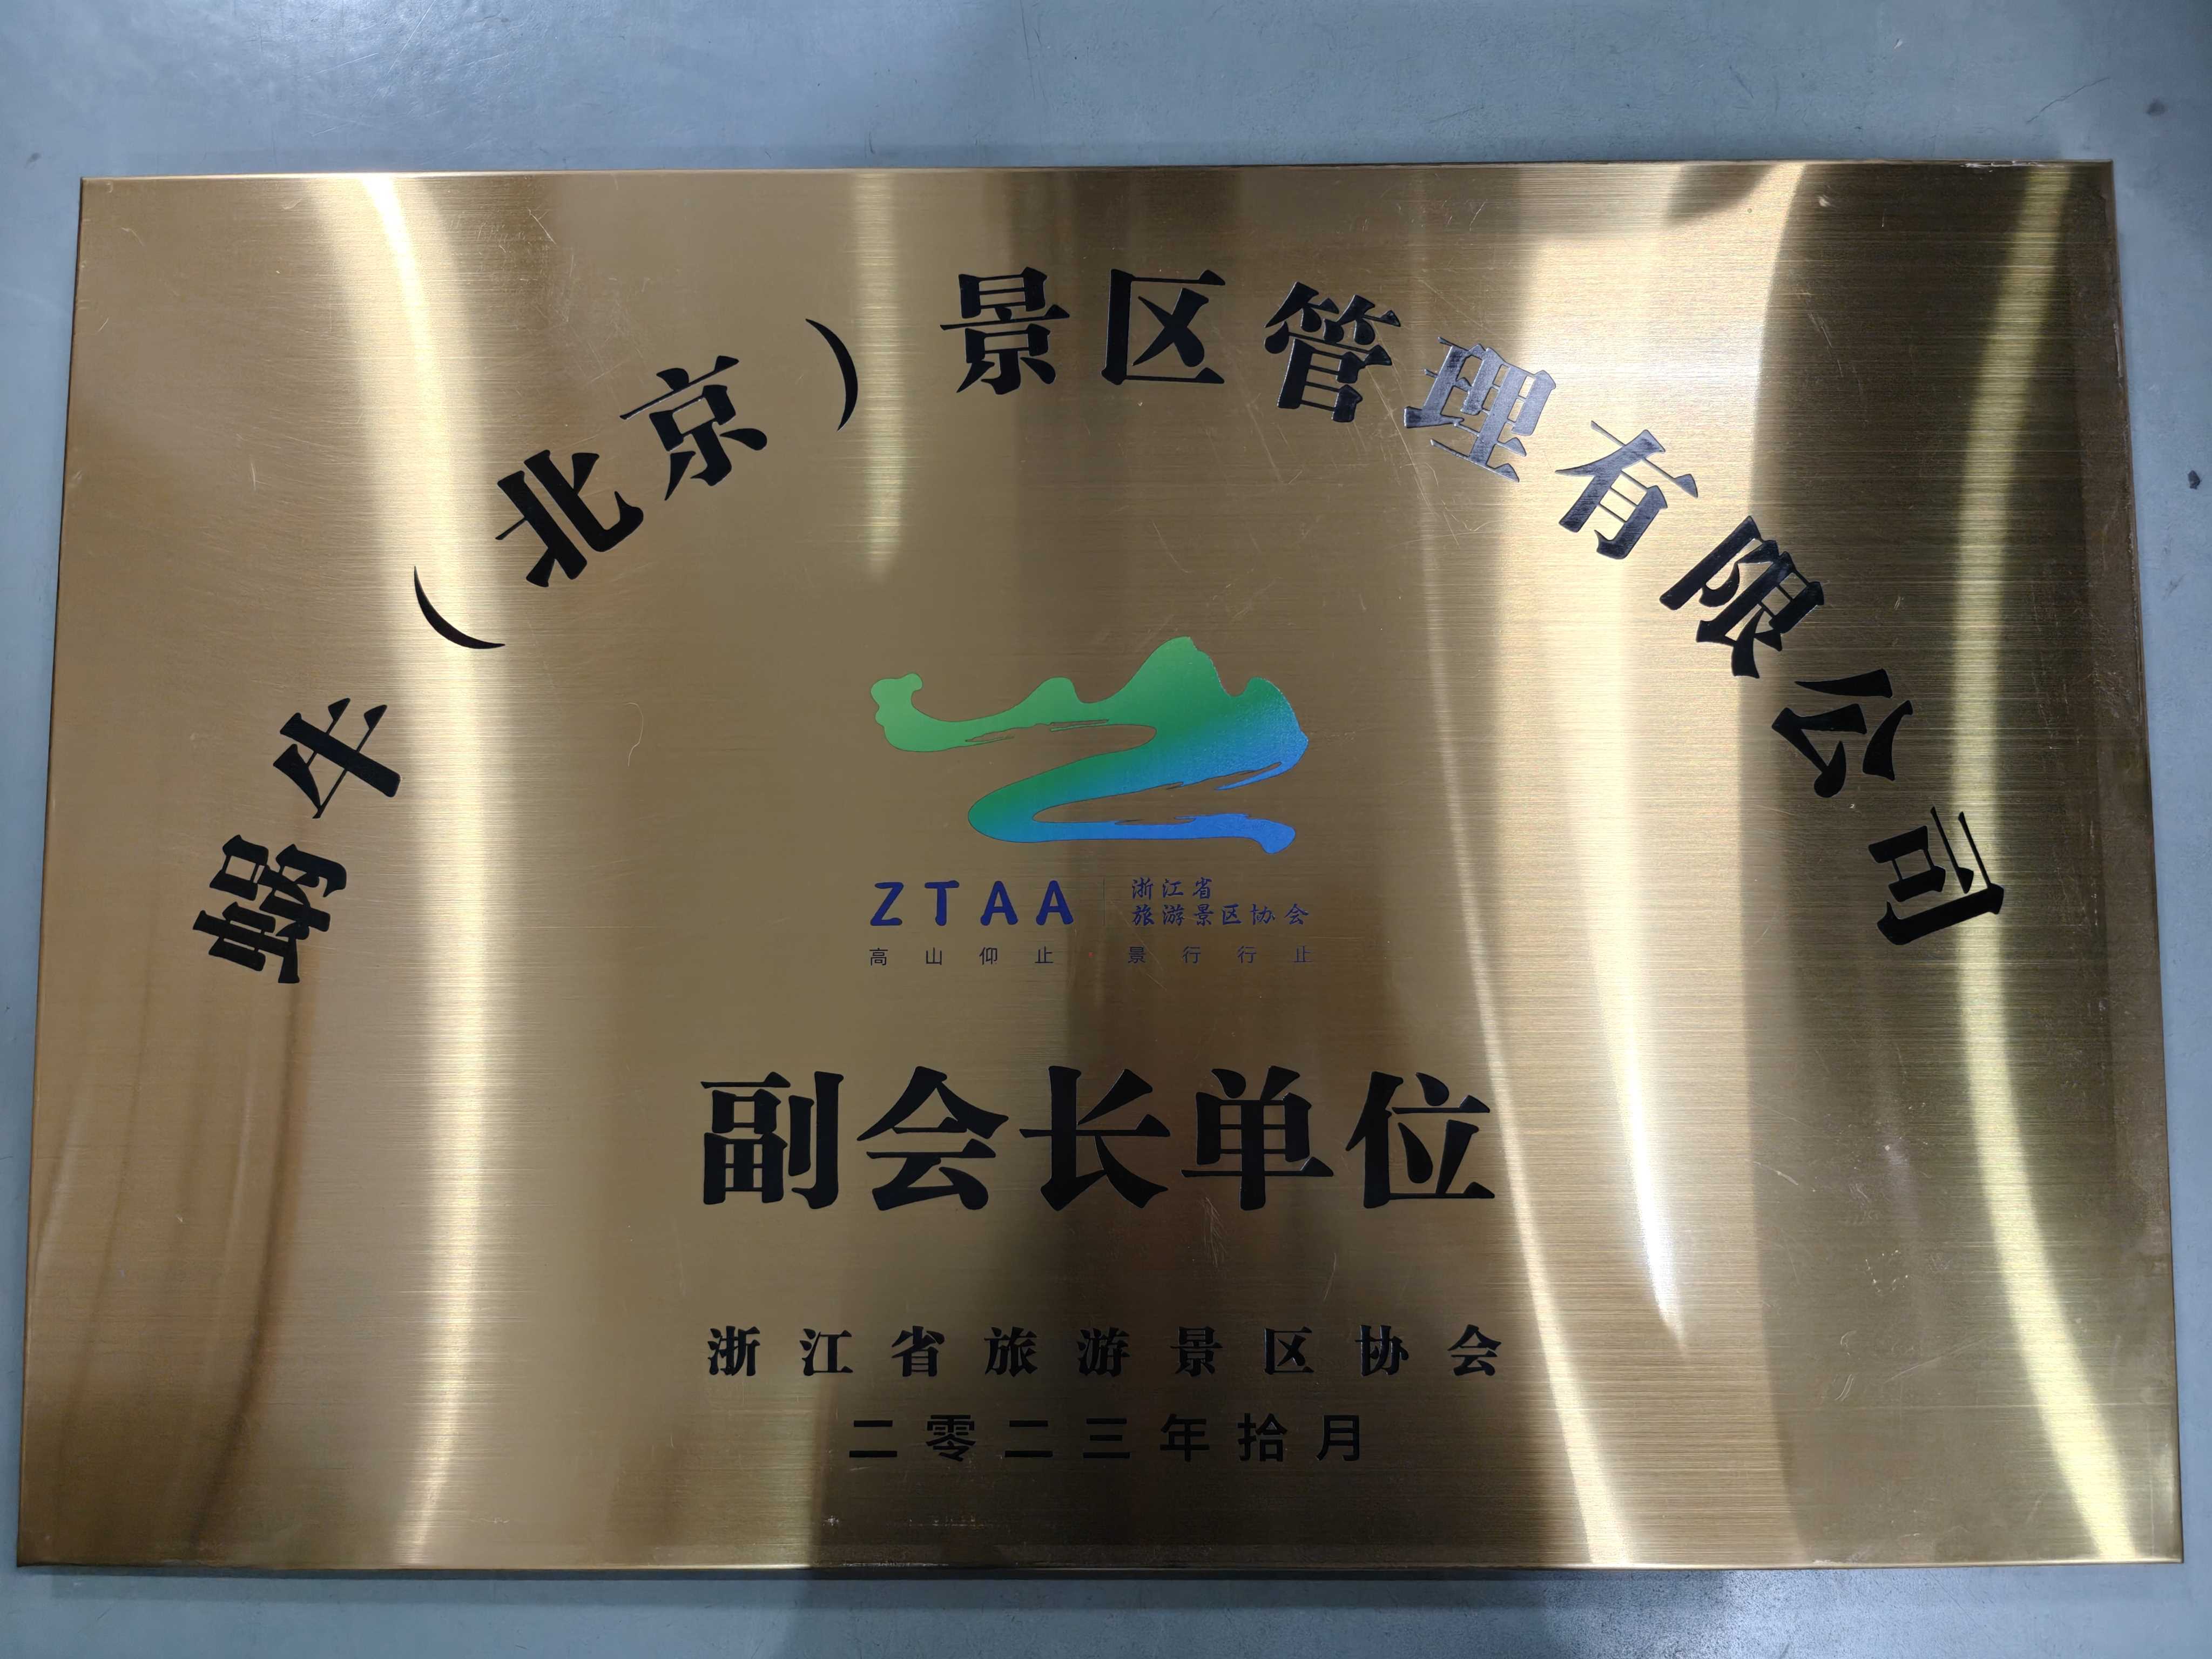 蜗牛（北京）景区管理有限公司
ZTAA 浙江省
旅游景区协会
高山仰止·景行行止
副会长单位
浙江省旅游景区协会
二零二三年拾月